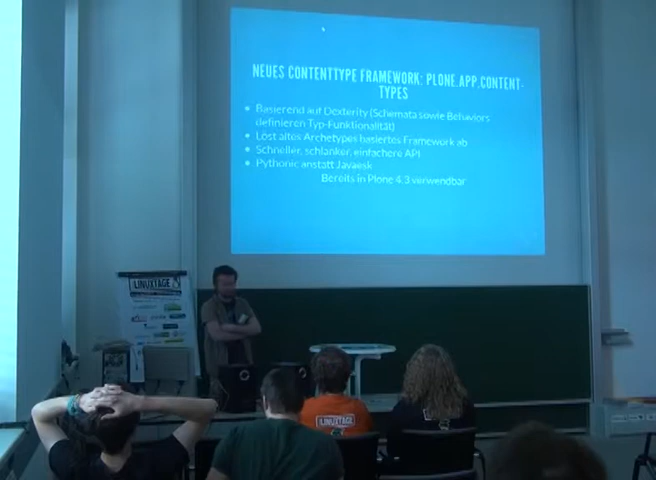 NEUES CONTENTTYPE FRAMEWORK: PLONE.APP.CONTENT-
TYPES
Basierend auf Dexterity (Schemata sowie Behaviors
definieren Typ-Funktionalität)
Löst altes Archetypes basiertes Framework ab
Schneller, schlanker, einfachere API
Pythonic anstatt Javaesk
Bereits in Plone 4.3 verwendbar
LINUXTAGE
LINUXTAGE